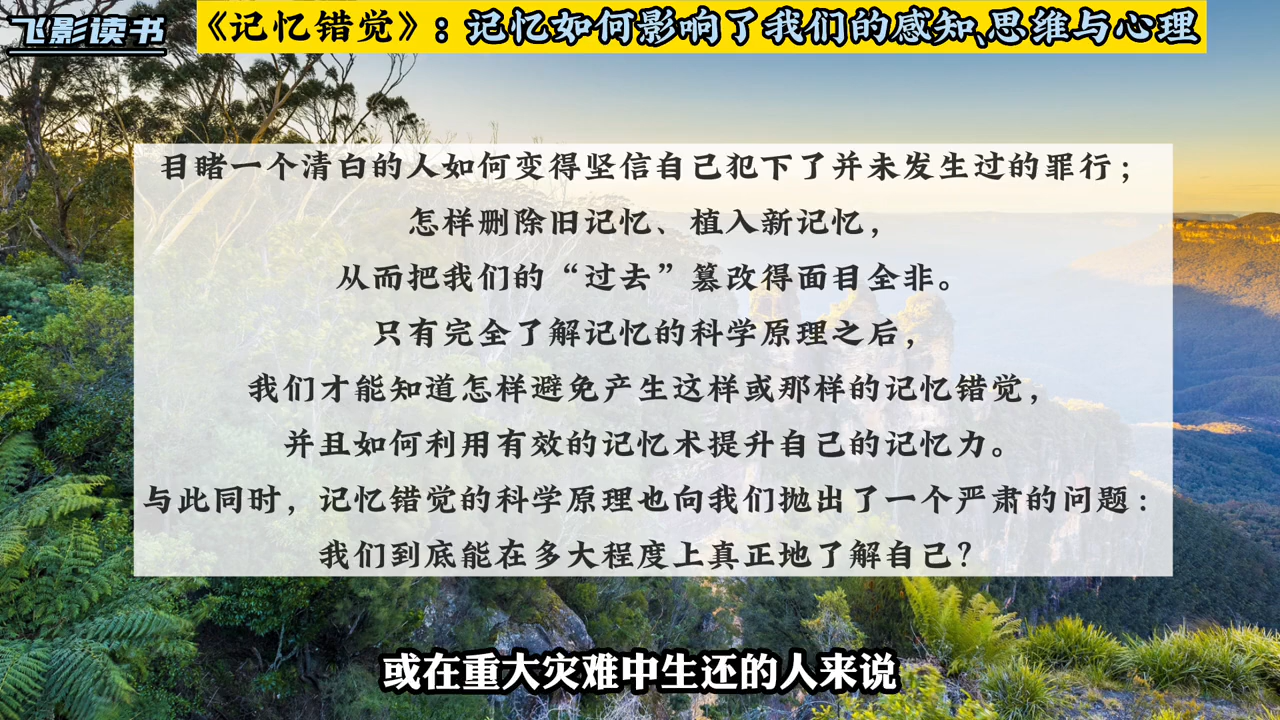 飞影读书
《记忆错觉》：记忆如何影响了我们的感知、思维与心理
目睹一个清白的人如何变得坚信自己犯下了并未发生过的罪行；
怎样删除旧记忆、植入新记忆，
从而把我们的“过去”篡改得面目全非。
只有完全了解记忆的科学原理之后，
我们才能知道怎样避免产生这样或那样的记忆错觉，
并且如何利用有效的记忆术提升自己的记忆力。
与此同时，记忆错觉的科学原理也向我们抛出了一个严肃的问题：
我们到底能在多大程度上真正地了解自己？
或在重大灾难中生还的人来说